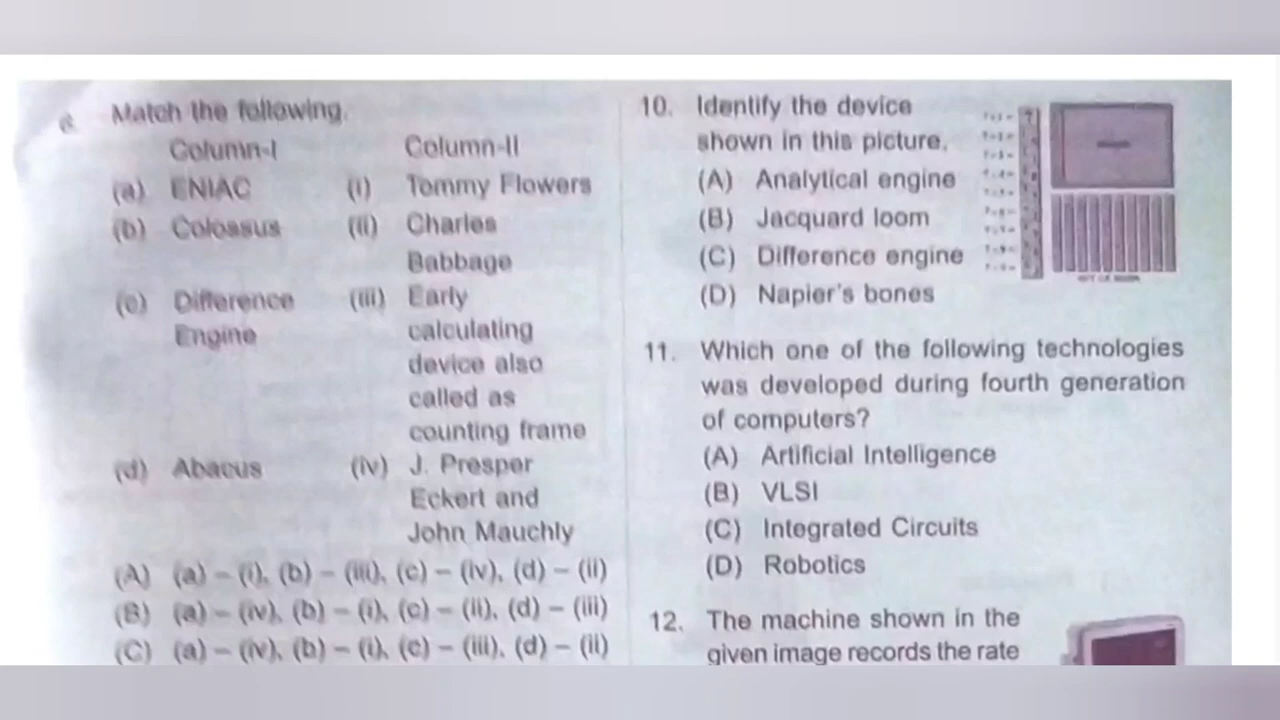 Match the following.
Column-I Column-II
(a) ENIAC (i) Tommy Flowers
(b) Colossus (ii) Charles
Babbage
(c) Difference (iii) Early
Engine calculating
device also
called as
counting frame
(d) Abacus (iv) J. Presper
Eckert and
John Mauchly
(A) (a) – (i), (b) – (iii), (c) – (iv), (d) – (ii)
(B) (a) – (iv), (b) – (i), (c) – (ii), (d) – (iii)
(C) (a) – (iv), (b) – (i), (c) – (iii), (d) – (ii)
10. Identify the device
shown in this picture.
(A) Analytical engine
(B) Jacquard loom
(C) Difference engine
(D) Napier's bones
11. Which one of the following technologies
was developed during fourth generation
of computers?
(A) Artificial Intelligence
(B) VLSI
(C) Integrated Circuits
(D) Robotics
12. The machine shown in the
given image records the rate